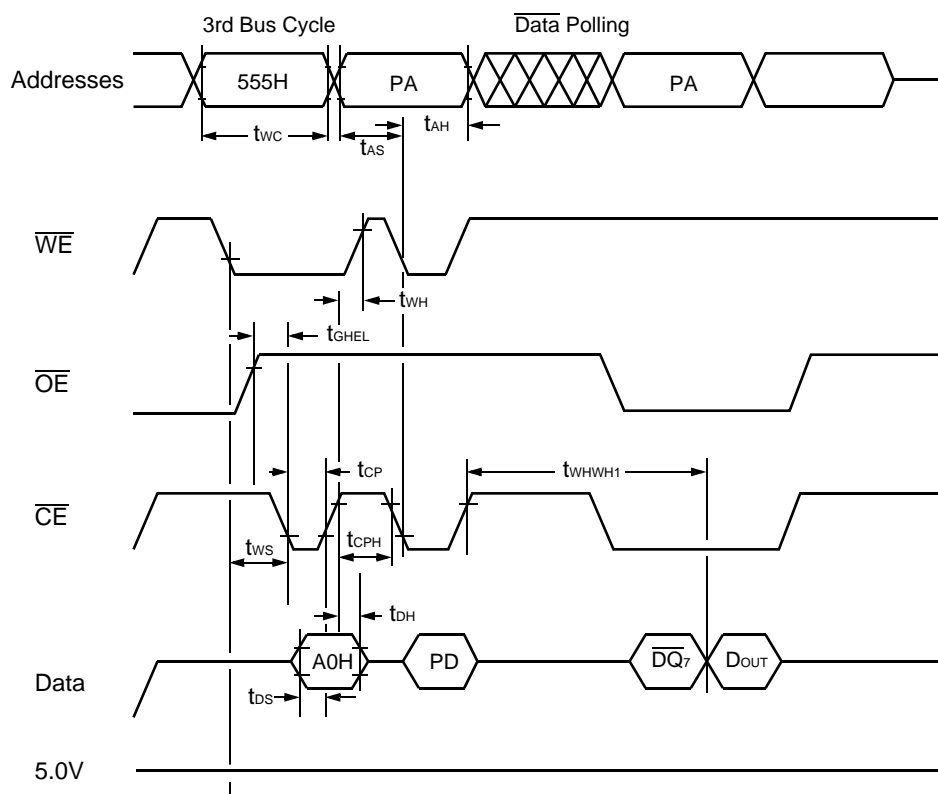 3rd Bus Cycle
Data Polling
Addresses
555H
PA
PA
tWC
tAS
tAH
WE
tWH
tGHEL
OE
tCP
tWHWH1
CE
tWS
tCPH
tDH
Data
A0H
PD
DQ7
DOUT
tDS
5.0V